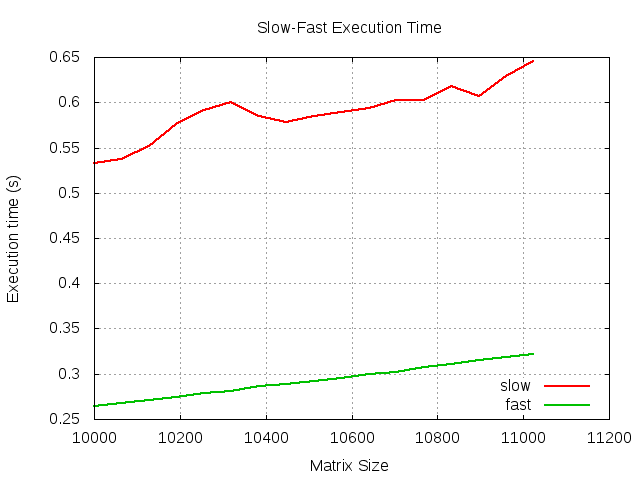 Slow-Fast Execution Time
Execution time (s)
0.65
0.6
0.55
0.5
0.45
0.4
0.35
0.3
0.25
slow
fast
10000 10200 10400 10600 10800 11000 11200
Matrix Size